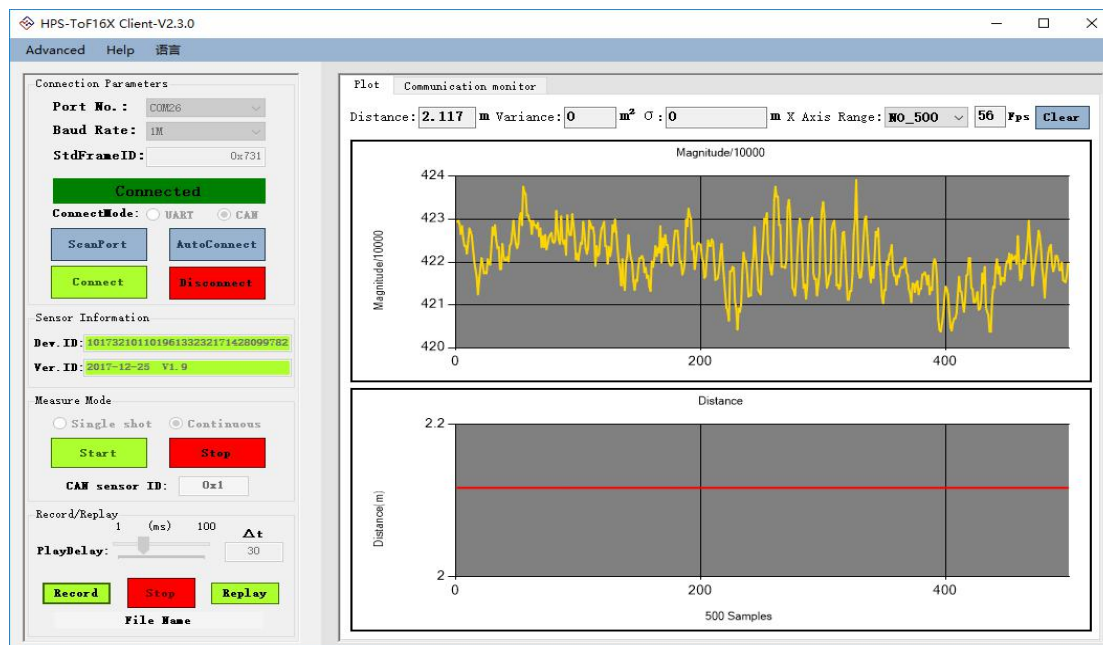 HPS-ToF16X Client-V2.3.0
Advanced Help 语言
Connection Parameters
Port No.: COM26
Baud Rate: 1M
StdFrameID: 0x731
Connected
ConnectMode: UART CAN
ScanPort AutoConnect
Connect Disconnect
Sensor Information
Dev.ID: 10173210110196133232171428099782
Ver.ID: 2017-12-25 V1.9
Measure Mode
Single shot Continuous
Start Stop
CAN sensor ID: 0x1
Record/Replay
1 (ms) 100 Δt
PlayDelay: 30
Record Stop Replay
File Name
Plot Communication monitor
Distance: 2.117 m Variance: 0 m² σ: 0 m X Axis Range: NO_500 56 Fps Clear
Magnitude/10000
Magnitude/10000
424
423
422
421
420
0 200 400
Distance
Distance(m)
2.2
2
0 200 400
500 Samples